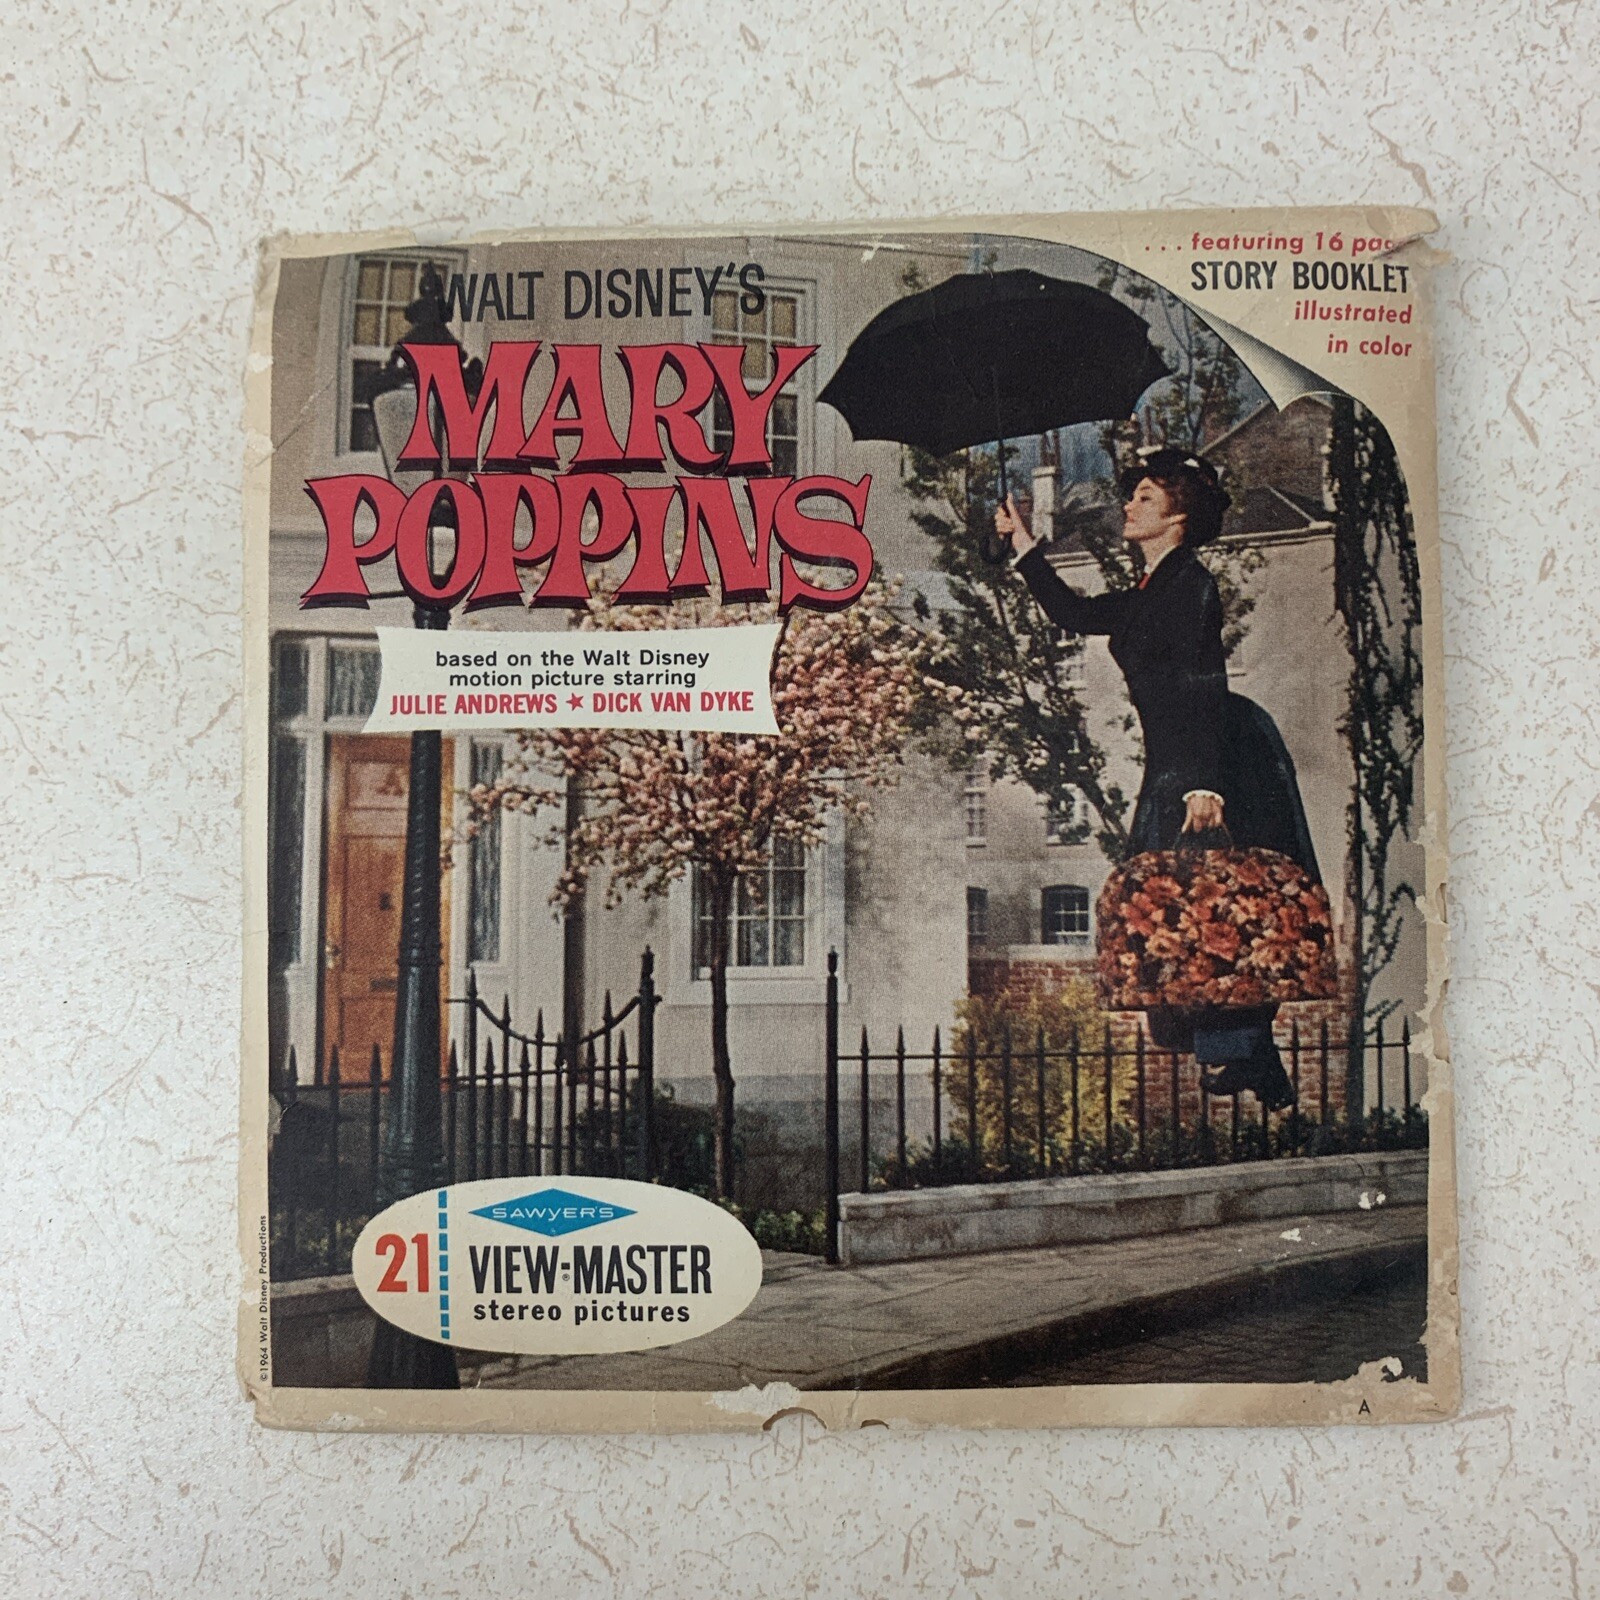 ... featuring 16
STORY BOOKLET
illustrated
in color
WALT DISNEY'S
MARY
POPPINS
based on the Walt Disney
motion picture starring
JULIE ANDREWS ★ DICK VAN DYKE
21
SAWYER'S
VIEW-MASTER
®
stereo pictures
©1964 Walt Disney Productions
A